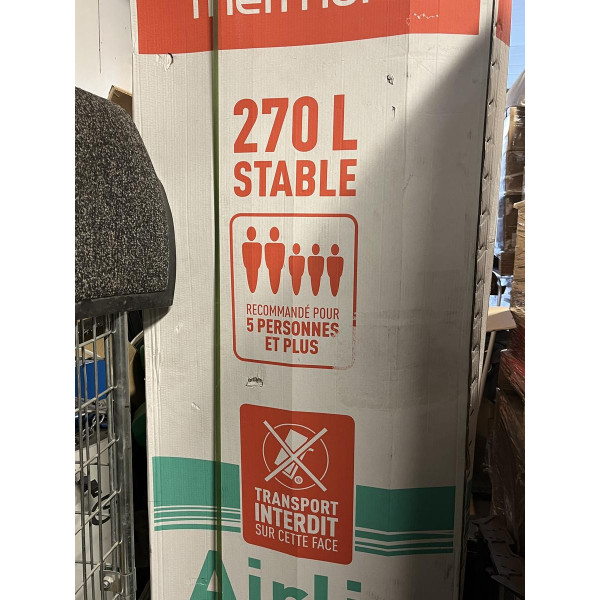 270 L
STABLE
RECOMMANDÉ POUR
5 PERSONNES
ET PLUS
TRANSPORT
INTERDIT
SUR CETTE FACE